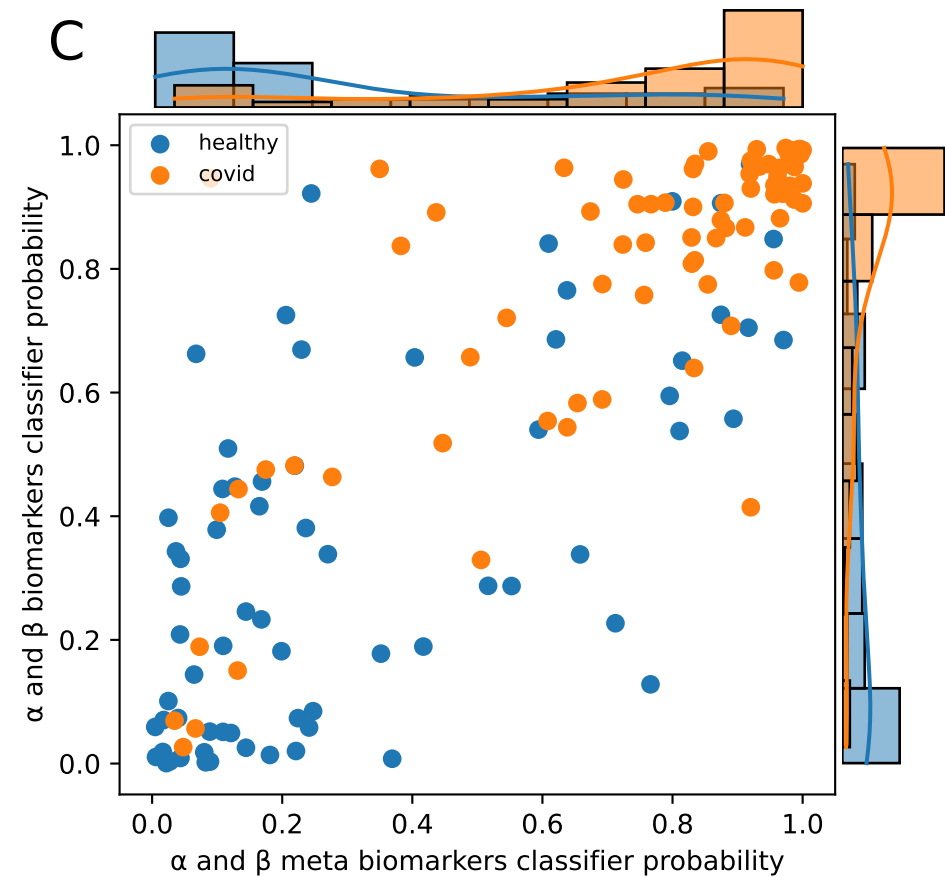 C
healthy
covid
1.0
0.8
0.6
0.4
0.2
0.0
α and β biomarkers classifier probability
0.0 0.2 0.4 0.6 0.8 1.0
α and β meta biomarkers classifier probability